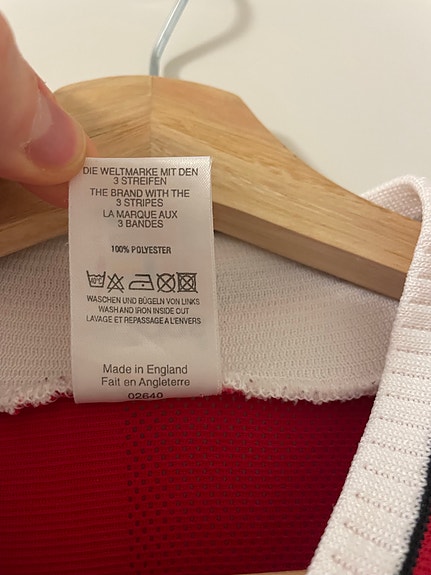 DIE WELTMARKE MIT DEN
3 STREIFEN
THE BRAND WITH THE
3 STRIPES
LA MARQUE AUX
3 BANDES
100% POLYESTER
40°C
WASCHEN UND BÜGELN VON LINKS
WASH AND IRON INSIDE OUT
LAVAGE ET REPASSAGE A L'ENVERS
Made in England
Fait en Angleterre
02640